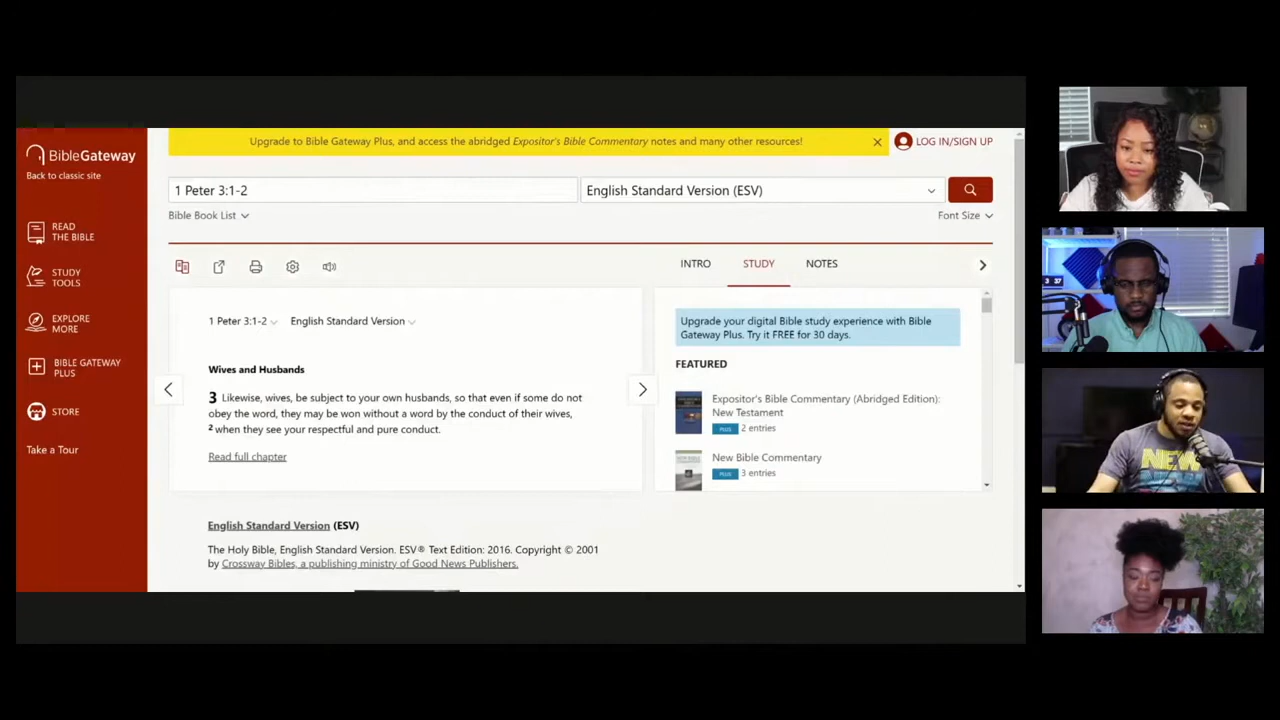 Upgrade to Bible Gateway Plus, and access the abridged Expositor's Bible Commentary notes and many other resources!
LOG IN/SIGN UP
BibleGateway
Back to classic site
1 Peter 3:1-2
English Standard Version (ESV)
Bible Book List
Font Size
READ
THE BIBLE
STUDY
TOOLS
EXPLORE
MORE
BIBLE GATEWAY
PLUS
STORE
Take a Tour
INTRO
STUDY
NOTES
1 Peter 3:1-2
English Standard Version
Wives and Husbands
3 Likewise, wives, be subject to your own husbands, so that even if some do not
obey the word, they may be won without a word by the conduct of their wives,
2 when they see your respectful and pure conduct.
Read full chapter
Upgrade your digital Bible study experience with Bible
Gateway Plus. Try it FREE for 30 days.
FEATURED
Expositor's Bible Commentary (Abridged Edition):
New Testament
PLUS 2 entries
New Bible Commentary
PLUS 3 entries
English Standard Version (ESV)
The Holy Bible, English Standard Version. ESV® Text Edition: 2016. Copyright © 2001
by Crossway Bibles, a publishing ministry of Good News Publishers.
3 37
NEW